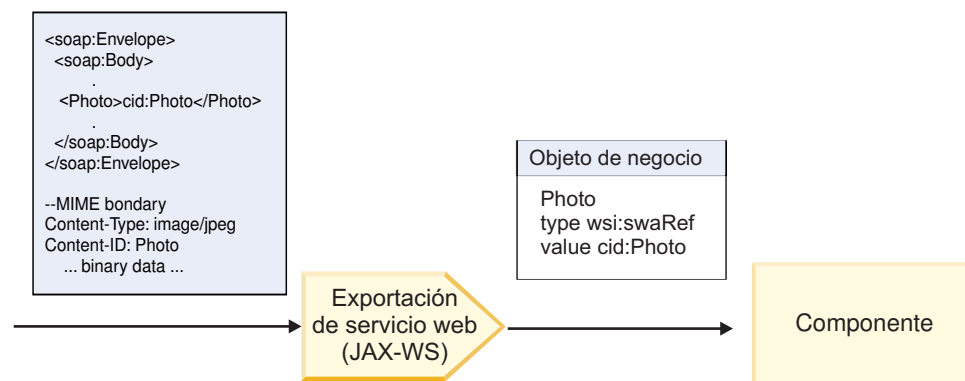 <soap:Envelope>
<soap:Body>
.
<Photo>cid:Photo</Photo>
.
</soap:Body>
</soap:Envelope>
--MIME bondary
Content-Type: image/jpeg
Content-ID: Photo
... binary data ...
Objeto de negocio
Photo
type wsi:swaRef
value cid:Photo
Exportación
de servicio web
(JAX-WS)
Componente